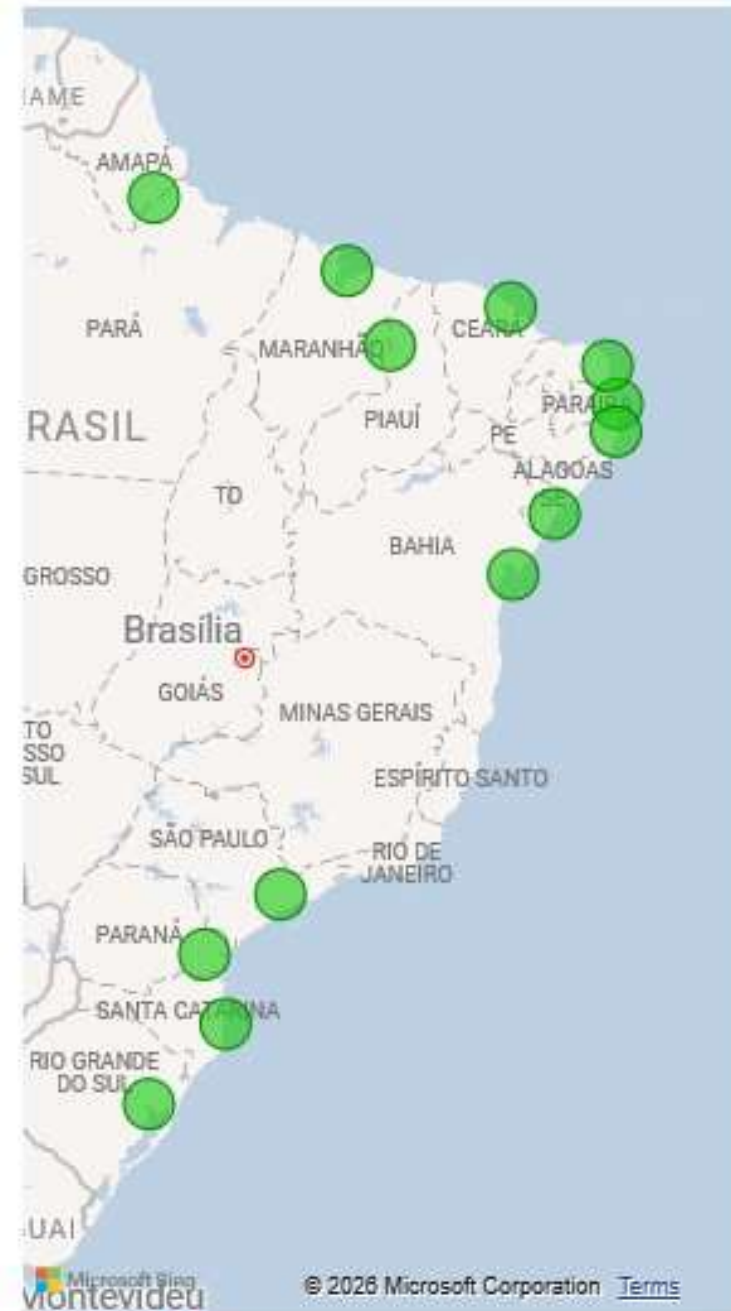 AME
AMAPÁ
PARÁ
MARANHÃO
CEARÁ
RASIL
PIAUÍ
PARAÍBA
PE
ALAGOAS
TO
BAHIA
GROSSO
Brasília
GOIÁS
MINAS GERAIS
TO
SSO
SUL
ESPÍRITO SANTO
SÃO PAULO
RIO DE
JANEIRO
PARANÁ
SANTA CATARINA
RIO GRANDE
DO SUL
UAI
Microsoft Bing
Montevideu
© 2026 Microsoft Corporation Terms